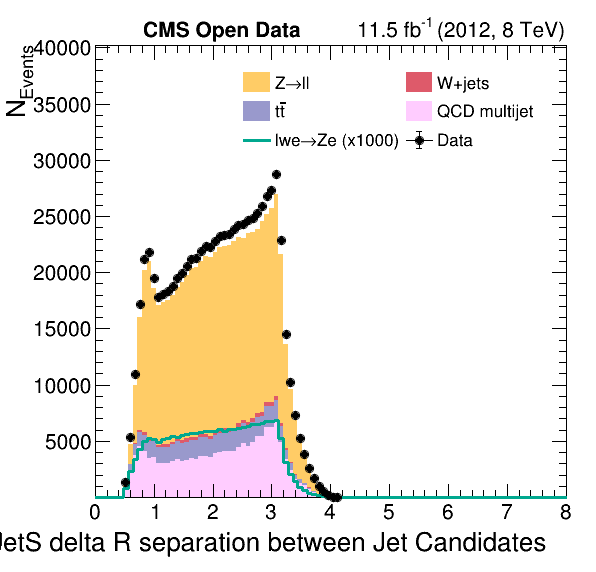 CMS Open Data 11.5 fb⁻¹ (2012, 8 TeV)
N_Events
40000
35000
30000
25000
20000
15000
10000
5000
Z→ll W+jets
tt̄ QCD multijet
lwe→Ze (x1000) Data
0 1 2 3 4 5 6 7 8
JetS delta R separation between Jet Candidates